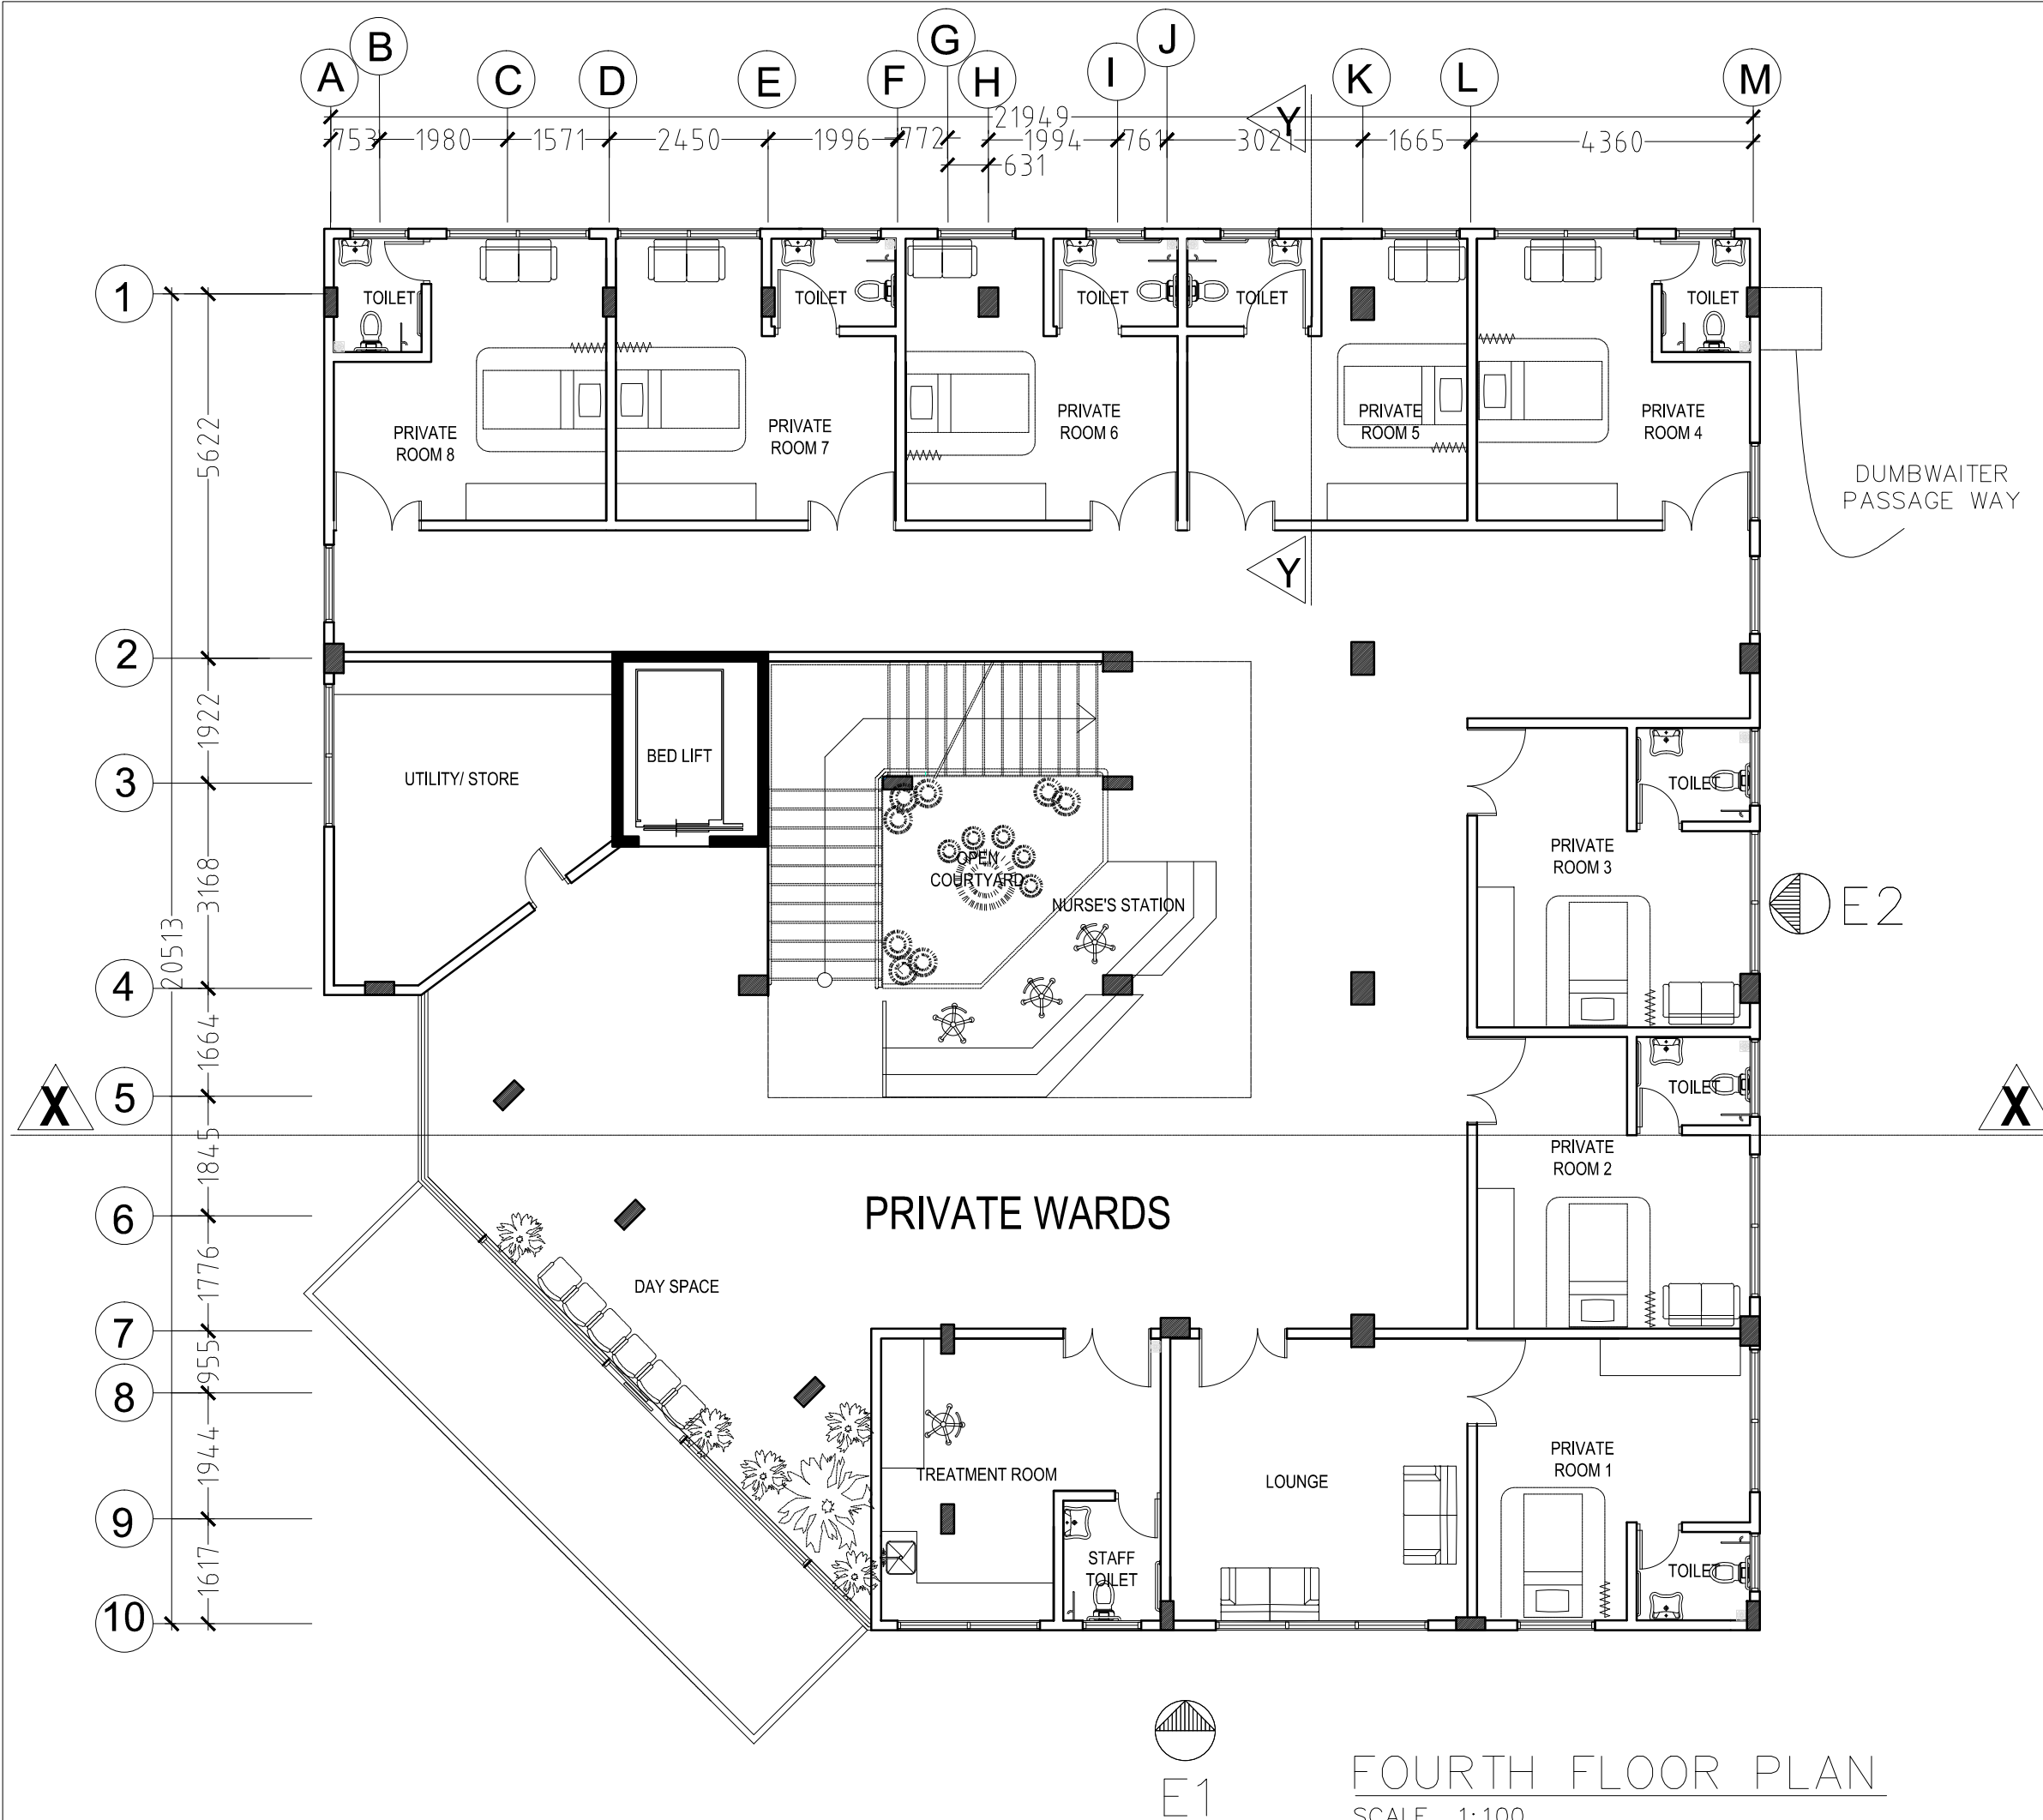 A
B
C
D
E
F
G
H
I
J
K
L
M
21949
753
1980
1571
2450
1996
772
631
1994
761
3021
1665
4360
Y
1
2
3
4
5
6
7
8
9
10
5622
1922
3168
1664
1845
1776
955
1944
1617
20513
TOILET
TOILET
TOILET
TOILET
TOILET
PRIVATE
ROOM 8
PRIVATE
ROOM 7
PRIVATE
ROOM 6
PRIVATE
ROOM 5
PRIVATE
ROOM 4
DUMBWAITER
PASSAGE WAY
Y
UTILITY/ STORE
BED LIFT
TOILET
OPEN
COURTYARD
NURSE'S STATION
PRIVATE
ROOM 3
E2
TOILET
X
X
PRIVATE
ROOM 2
PRIVATE WARDS
DAY SPACE
TREATMENT ROOM
LOUNGE
PRIVATE
ROOM 1
STAFF
TOILET
TOILET
E1
FOURTH FLOOR PLAN
SCALE 1:100